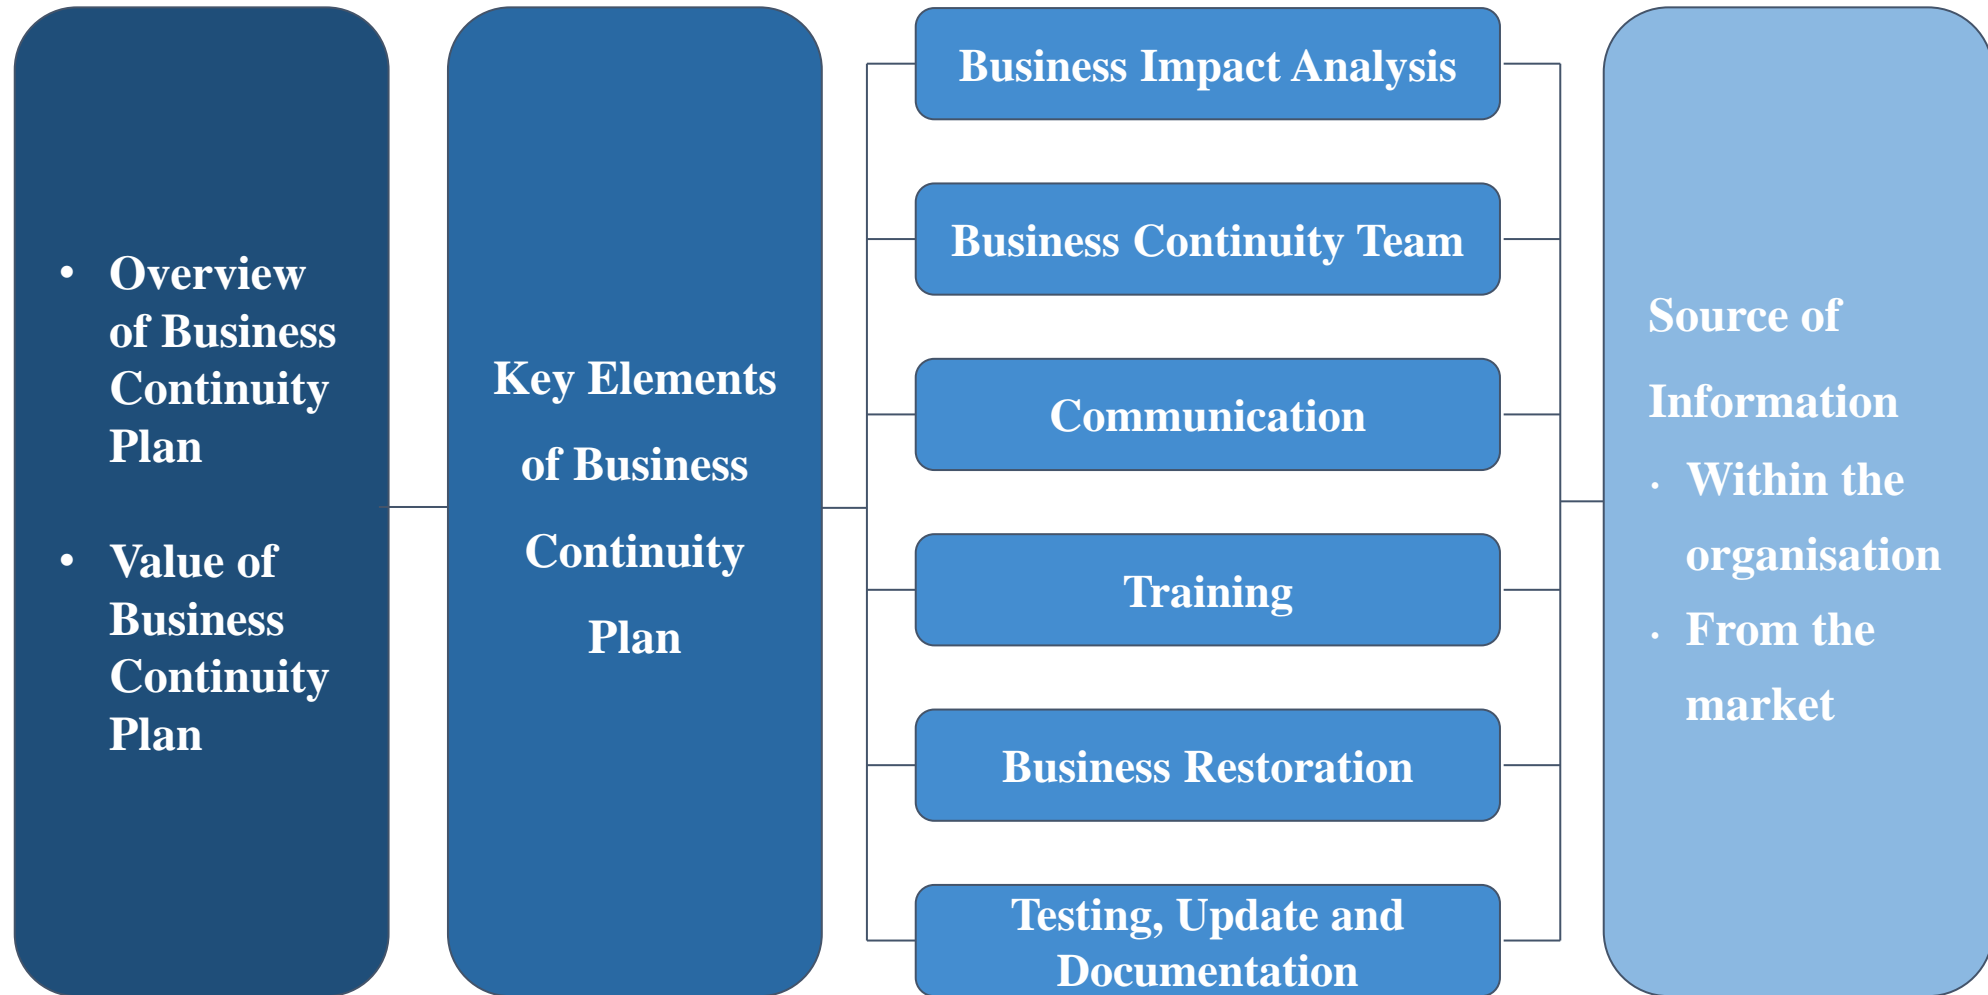 • Overview
of Business
Continuity
Plan
• Value of
Business
Continuity
Plan
Key Elements
of Business
Continuity
Plan
Business Impact Analysis
Business Continuity Team
Communication
Training
Business Restoration
Testing, Update and
Documentation
Source of
Information
· Within the
organisation
· From the
market